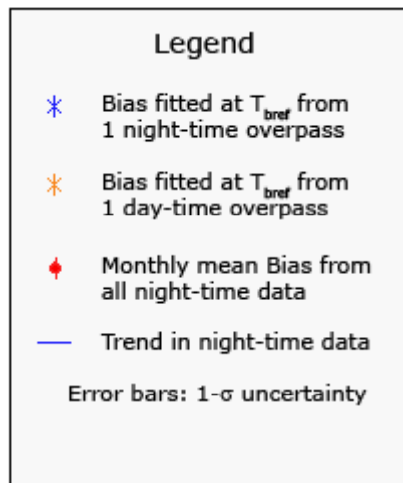 Legend
Bias fitted at Tbref from
1 night-time overpass
Bias fitted at Tbref from
1 day-time overpass
Monthly mean Bias from
all night-time data
Trend in night-time data
Error bars: 1-σ uncertainty